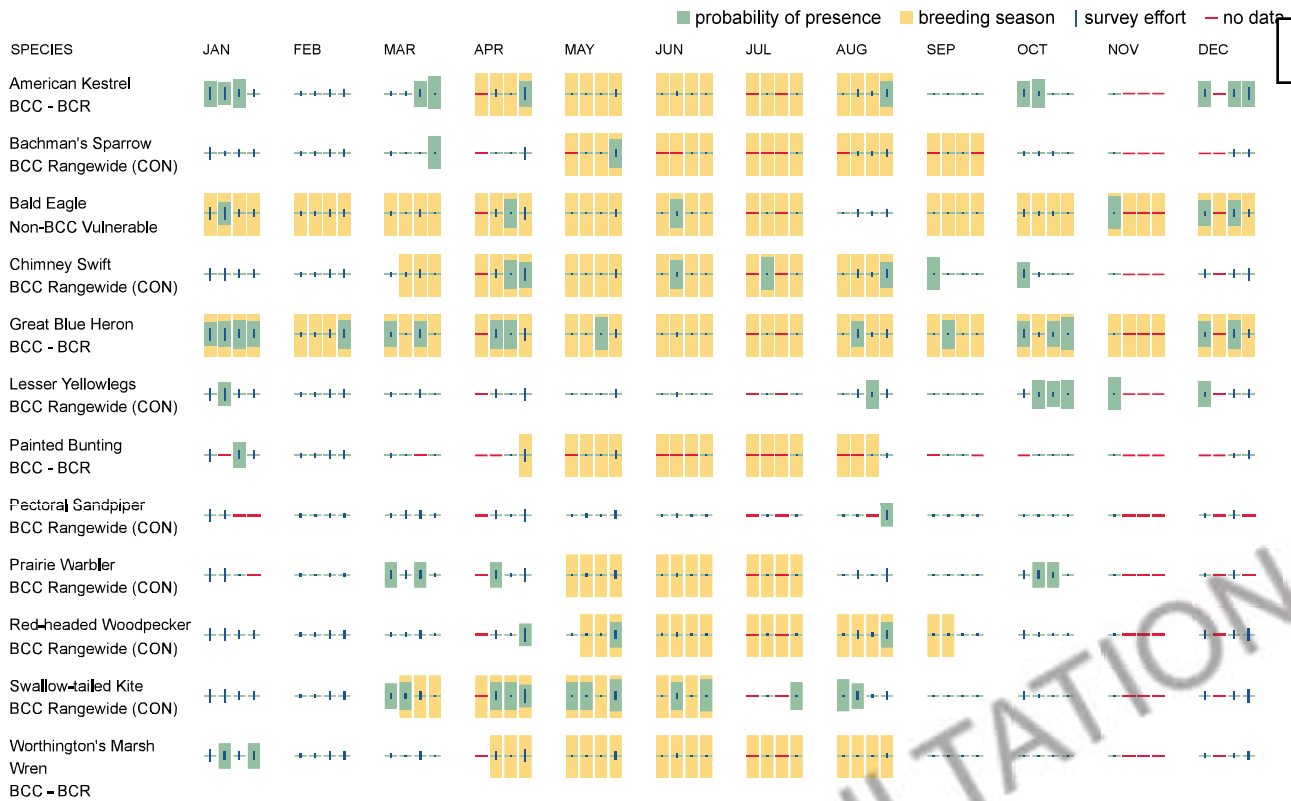 probability of presence breeding season survey effort no data
SPECIES JAN FEB MAR APR MAY JUN JUL AUG SEP OCT NOV DEC
American Kestrel
BCC - BCR
Bachman's Sparrow
BCC Rangewide (CON)
Bald Eagle
Non-BCC Vulnerable
Chimney Swift
BCC Rangewide (CON)
Great Blue Heron
BCC - BCR
Lesser Yellowlegs
BCC Rangewide (CON)
Painted Bunting
BCC - BCR
Pectoral Sandpiper
BCC Rangewide (CON)
Prairie Warbler
BCC Rangewide (CON)
Red-headed Woodpecker
BCC Rangewide (CON)
Swallow-tailed Kite
BCC Rangewide (CON)
Worthington's Marsh
Wren
BCC - BCR